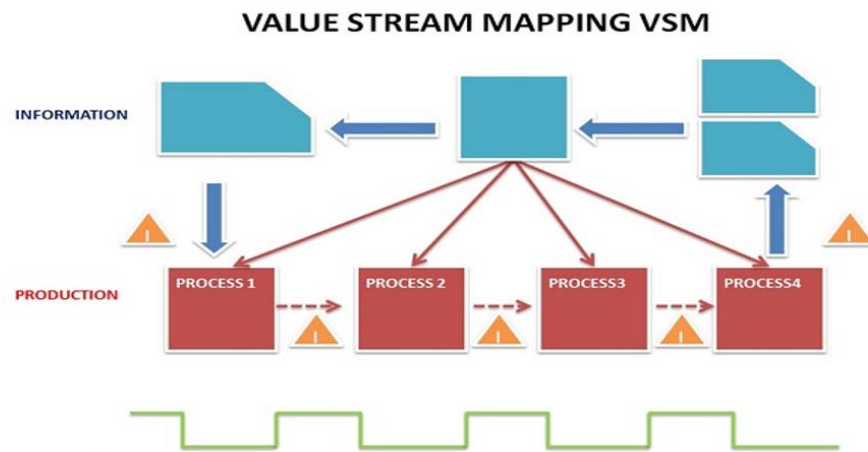 VALUE STREAM MAPPING VSM
INFORMATION
I
I
PRODUCTION
PROCESS 1
PROCESS 2
PROCESS3
PROCESS4
I
I
I